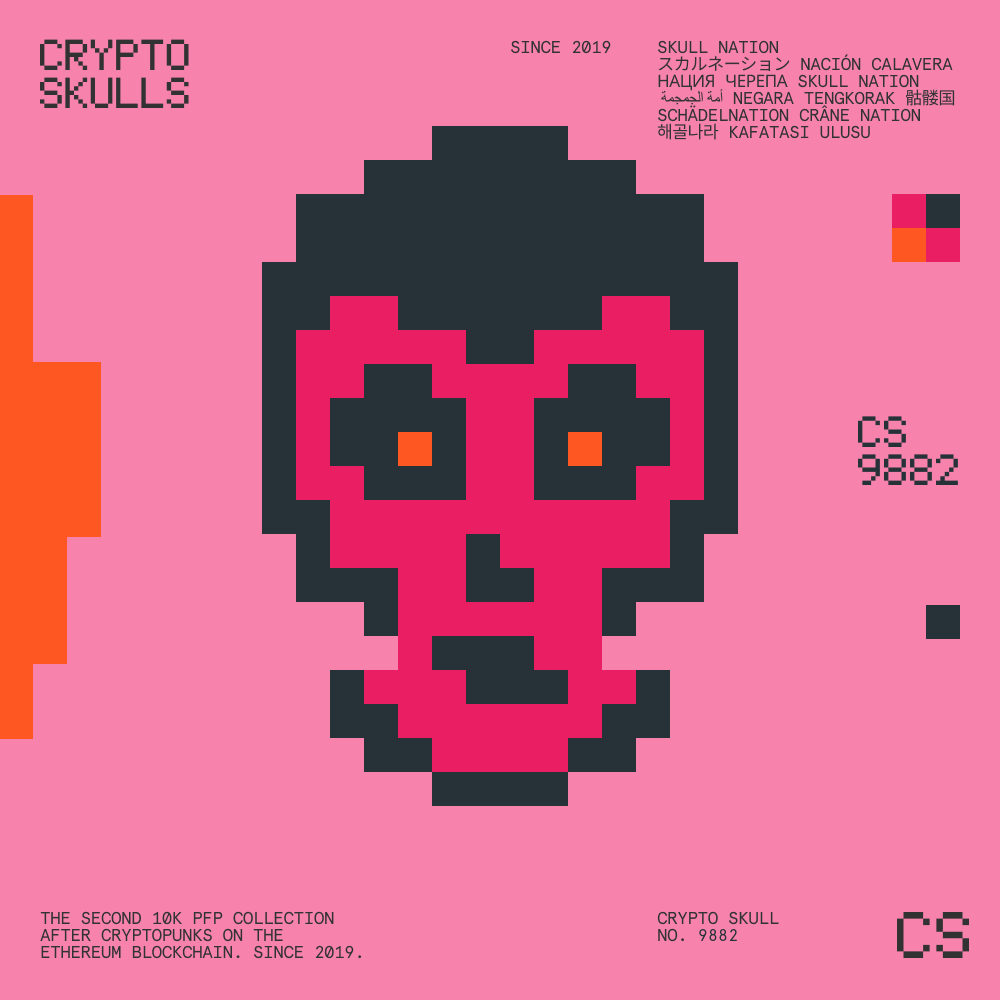 CRYPTO
SKULLS
SINCE 2019
SKULL NATION
スカルネーション NACIÓN CALAVERA
НАЦИЯ ЧЕРЕПА SKULL NATION
أمة الجمجمة NEGARA TENGKORAK 骷髅国
SCHÄDELNATION CRÂNE NATION
해골나라 KAFATASI ULUSU
CS
9882
THE SECOND 10K PFP COLLECTION
AFTER CRYPTOPUNKS ON THE
ETHEREUM BLOCKCHAIN. SINCE 2019.
CRYPTO SKULL
NO. 9882
CS